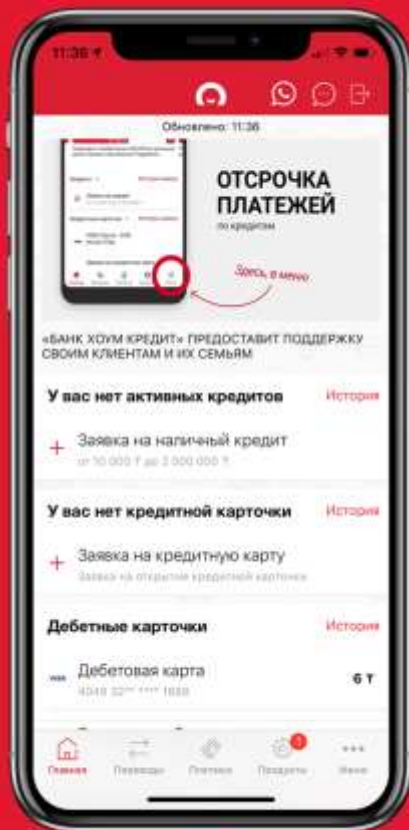 11:36
Обновлено: 11:36
ОТСРОЧКА
ПЛАТЕЖЕЙ
по кредитам
Здесь, в меню
«БАНК ХОУМ КРЕДИТ» ПРЕДОСТАВИТ ПОДДЕРЖКУ
СВОИМ КЛИЕНТАМ И ИХ СЕМЬЯМ
У вас нет активных кредитов
История
Заявка на наличный кредит
от 10 000 ₸ до 2 000 000 ₸
У вас нет кредитной карточки
История
Заявка на кредитную карту
Заявка на открытие кредитной карточки
Дебетные карточки
История
VISA
Дебетовая карта
6 ₸
Главная
Переводы
Платежи
Продукты
1
Меню